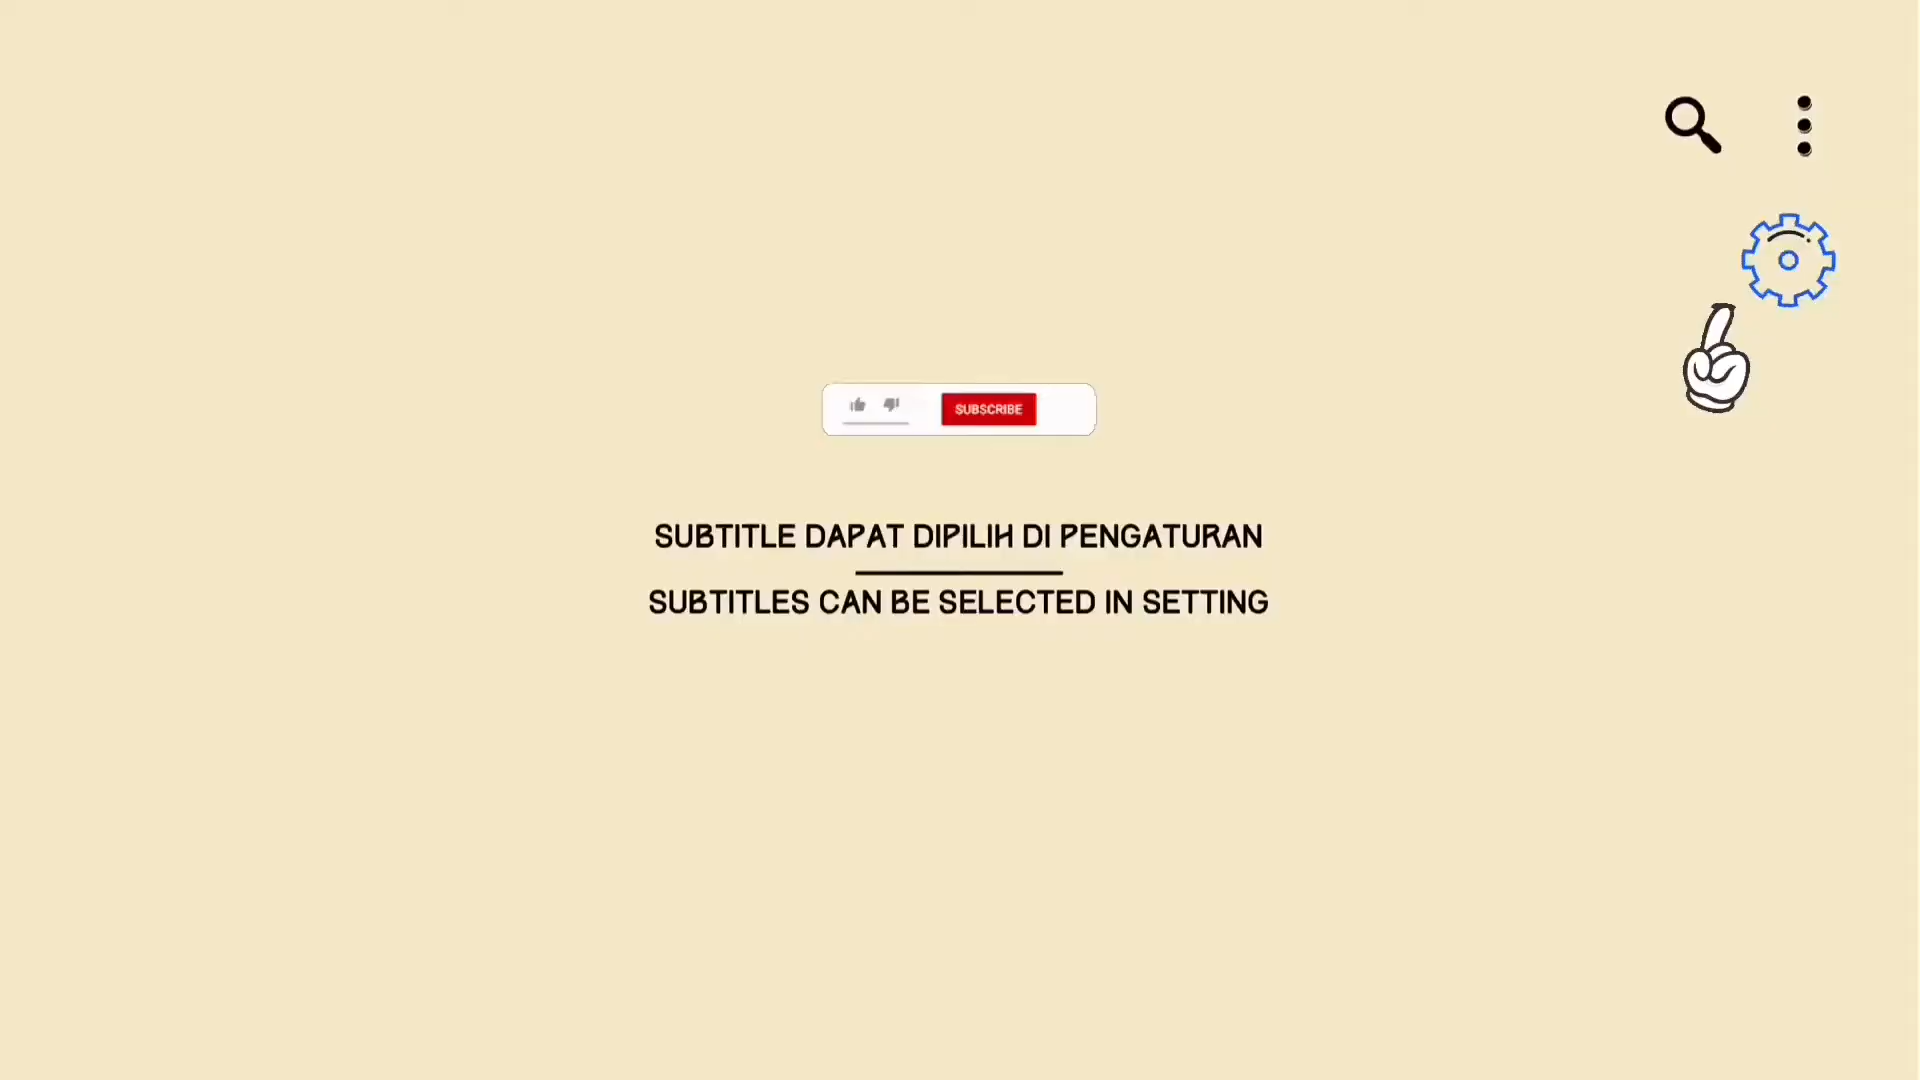 SUBSCRIBE
SUBTITLE DAPAT DIPILIH DI PENGATURAN
SUBTITLES CAN BE SELECTED IN SETTING